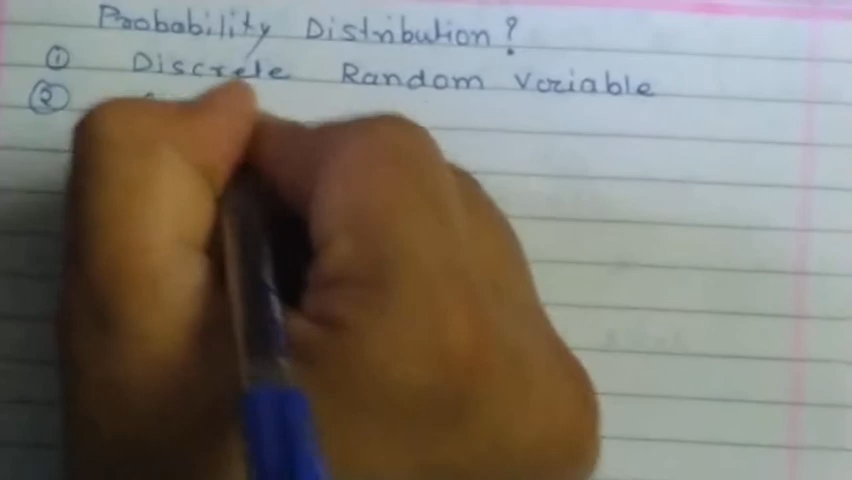 Probability Distribution?
① Discrete Random Variable
②